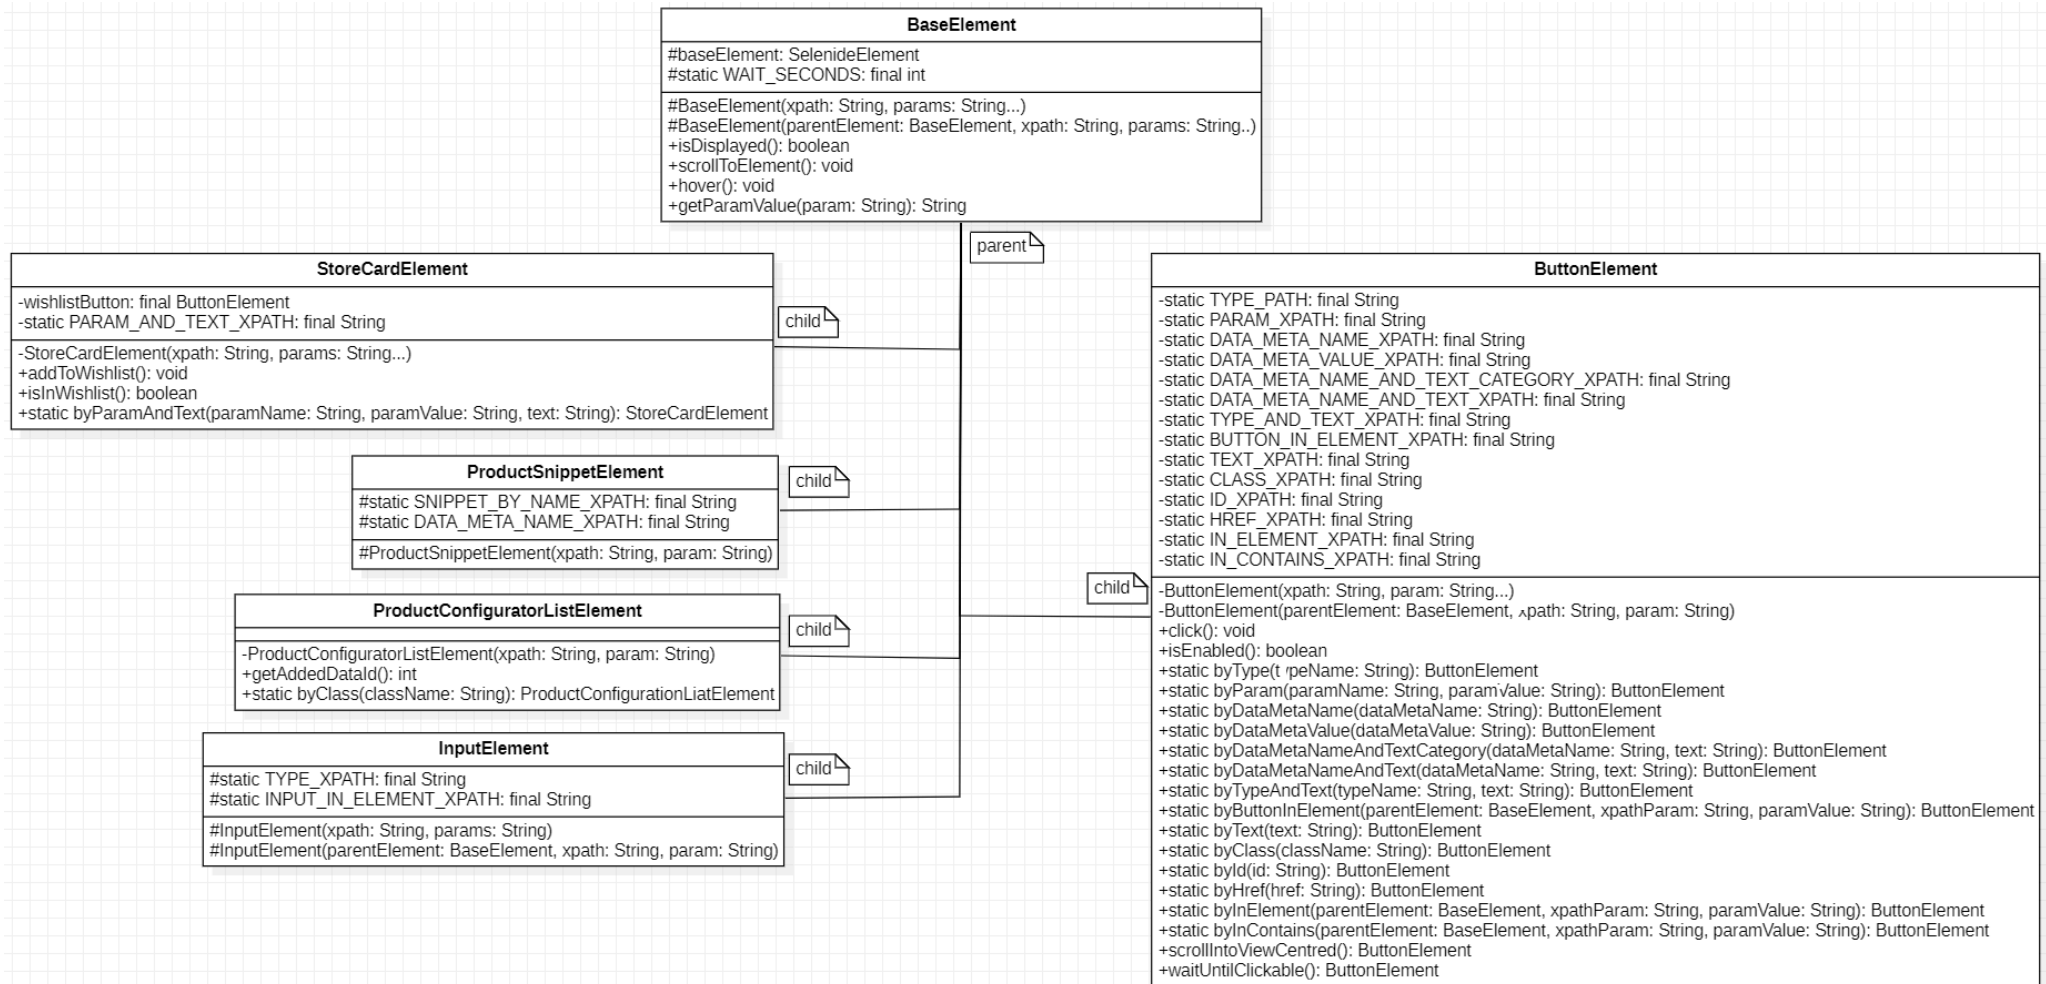 BaseElement
#baseElement: SelenideElement
#static WAIT_SECONDS: final int
#BaseElement(xpath: String, params: String...)
#BaseElement(parentElement: BaseElement, xpath: String, params: String..)
+isDisplayed(): boolean
+scrollToElement(): void
+hover(): void
+getParamValue(param: String): String
parent
StoreCardElement
-wishlistButton: final ButtonElement
-static PARAM_AND_TEXT_XPATH: final String
-StoreCardElement(xpath: String, params: String...)
+addToWishlist(): void
+isInWishlist(): boolean
+static byParamAndText(paramName: String, paramValue: String, text: String): StoreCardElement
child
ProductSnippetElement
#static SNIPPET_BY_NAME_XPATH: final String
#static DATA_META_NAME_XPATH: final String
#ProductSnippetElement(xpath: String, param: String)
child
ProductConfiguratorListElement
-ProductConfiguratorListElement(xpath: String, param: String)
+getAddedDataId(): int
+static byClass(className: String): ProductConfigurationLiatElement
child
InputElement
#static TYPE_XPATH: final String
#static INPUT_IN_ELEMENT_XPATH: final String
#InputElement(xpath: String, params: String)
#InputElement(parentElement: BaseElement, xpath: String, param: String)
child
child
ButtonElement
-static TYPE_PATH: final String
-static PARAM_XPATH: final String
-static DATA_META_NAME_XPATH: final String
-static DATA_META_VALUE_XPATH: final String
-static DATA_META_NAME_AND_TEXT_CATEGORY_XPATH: final String
-static DATA_META_NAME_AND_TEXT_XPATH: final String
-static TYPE_AND_TEXT_XPATH: final String
-static BUTTON_IN_ELEMENT_XPATH: final String
-static TEXT_XPATH: final String
-static CLASS_XPATH: final String
-static ID_XPATH: final String
-static HREF_XPATH: final String
-static IN_ELEMENT_XPATH: final String
-static IN_CONTAINS_XPATH: final String
-ButtonElement(xpath: String, param: String...)
-ButtonElement(parentElement: BaseElement, xpath: String, param: String)
+click(): void
+isEnabled(): boolean
+static byType(typeName: String): ButtonElement
+static byParam(paramName: String, paramValue: String): ButtonElement
+static byDataMetaName(dataMetaName: String): ButtonElement
+static byDataMetaValue(dataMetaValue: String): ButtonElement
+static byDataMetaNameAndTextCategory(dataMetaName: String, text: String): ButtonElement
+static byDataMetaNameAndText(dataMetaName: String, text: String): ButtonElement
+static byTypeAndText(typeName: String, text: String): ButtonElement
+static byButtonInElement(parentElement: BaseElement, xpathParam: String, paramValue: String): ButtonElement
+static byText(text: String): ButtonElement
+static byClass(className: String): ButtonElement
+static byId(id: String): ButtonElement
+static byHref(href: String): ButtonElement
+static byInElement(parentElement: BaseElement, xpathParam: String, paramValue: String): ButtonElement
+static byInContains(parentElement: BaseElement, xpathParam: String, paramValue: String): ButtonElement
+scrollIntoViewCentred(): ButtonElement
+waitUntilClickable(): ButtonElement